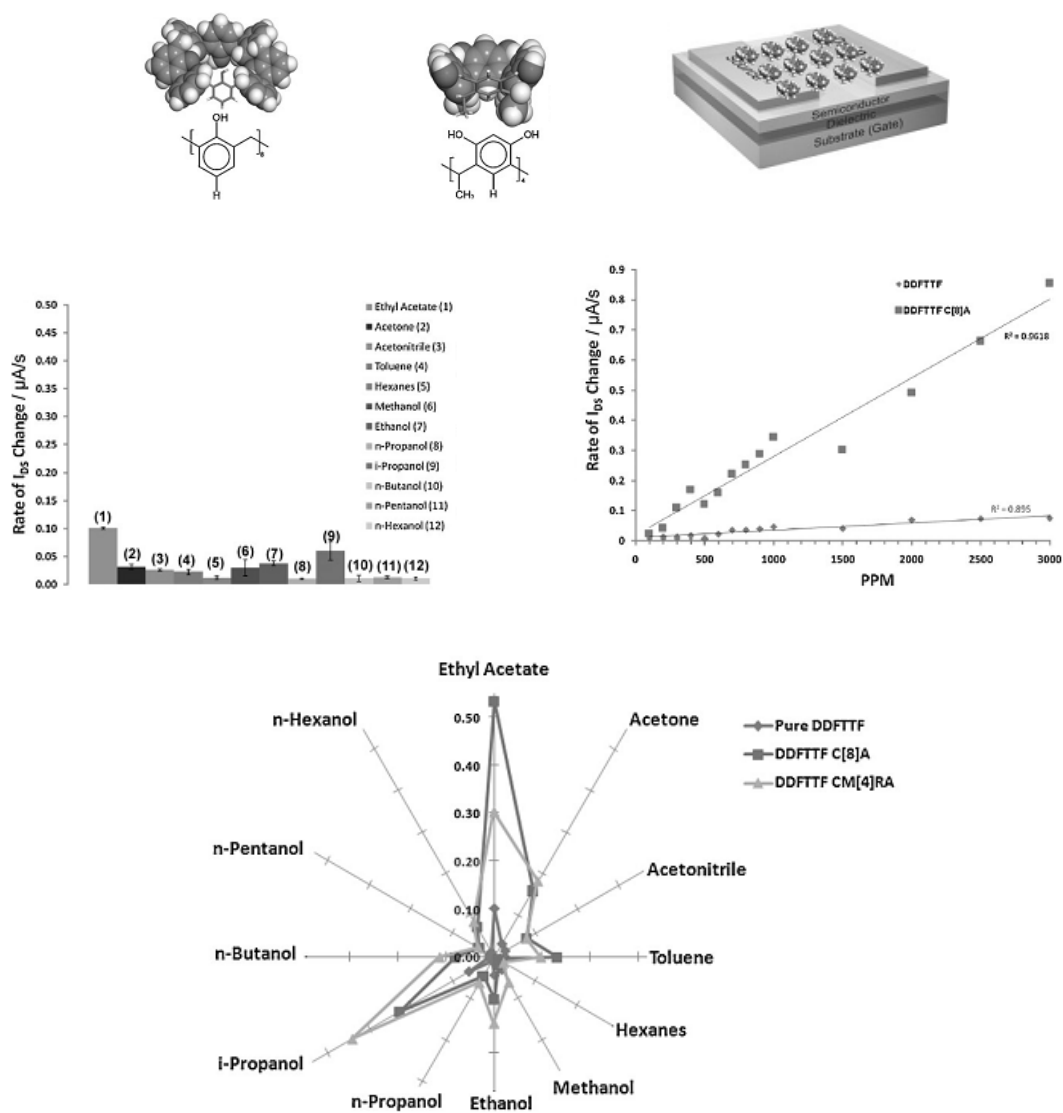 OH
8
H
HO
OH
4
CH₃
H
Semiconductor
Dielectric
Substrate (Gate)
Rate of I_DS Change / µA/s
0.50
0.45
0.40
0.35
0.30
0.25
0.20
0.15
0.10
0.05
0.00
(1)
(2)
(3)
(4)
(5)
(6)
(7)
(8)
(9)
(10)
(11)
(12)
Ethyl Acetate (1)
Acetone (2)
Acetonitrile (3)
Toluene (4)
Hexanes (5)
Methanol (6)
Ethanol (7)
n-Propanol (8)
i-Propanol (9)
n-Butanol (10)
n-Pentanol (11)
n-Hexanol (12)
Rate of I_DS Change / µA/s
0.9
0.8
0.7
0.6
0.5
0.4
0.3
0.2
0.1
0
DDFTTF
DDFTTF C[8]A
R² = 0.9618
R² = 0.895
0 500 1000 1500 2000 2500 3000
PPM
Ethyl Acetate
n-Hexanol
Acetone
n-Pentanol
Acetonitrile
n-Butanol
Toluene
i-Propanol
Hexanes
n-Propanol
Ethanol
Methanol
0.50
0.40
0.30
0.20
0.10
0.00
Pure DDFTTF
DDFTTF C[8]A
DDFTTF CM[4]RA